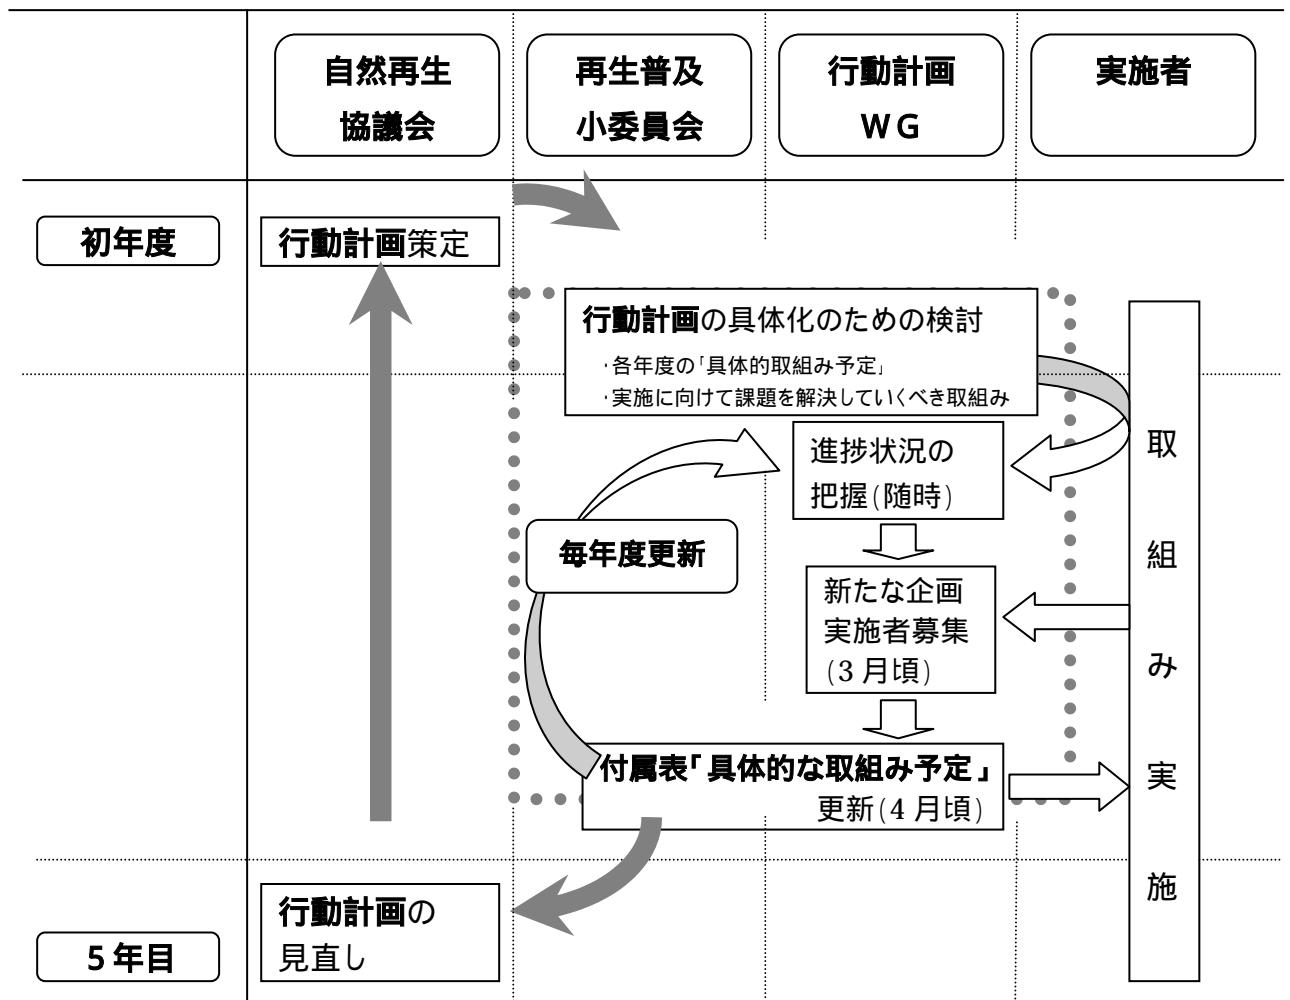 自然再生
協議会
再生普及
小委員会
行動計画
ＷＧ
実施者
初年度
行動計画策定
行動計画の具体化のための検討
・各年度の「具体的取組み予定」
・実施に向けて課題を解決していくべき取組み
進捗状況の
把握(随時)
毎年度更新
新たな企画
実施者募集
(3 月頃)
付属表「具体的な取組み予定」
更新(4 月頃)
取
組
み
実
施
行動計画の
見直し
5 年目